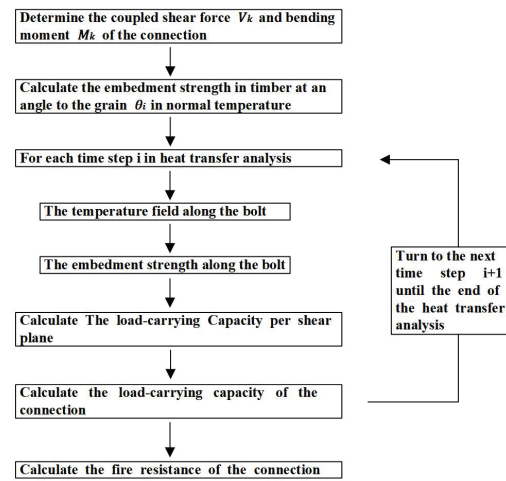 Determine the coupled shear force Vk and bending
moment Mk of the connection
Calculate the embedment strength in timber at an
angle to the grain θi in normal temperature
For each time step i in heat transfer analysis
The temperature field along the bolt
The embedment strength along the bolt
Calculate The load-carrying Capacity per shear
plane
Calculate the load-carrying capacity of the
connection
Calculate the fire resistance of the connection
Turn to the next
time step i+1
until the end of
the heat transfer
analysis